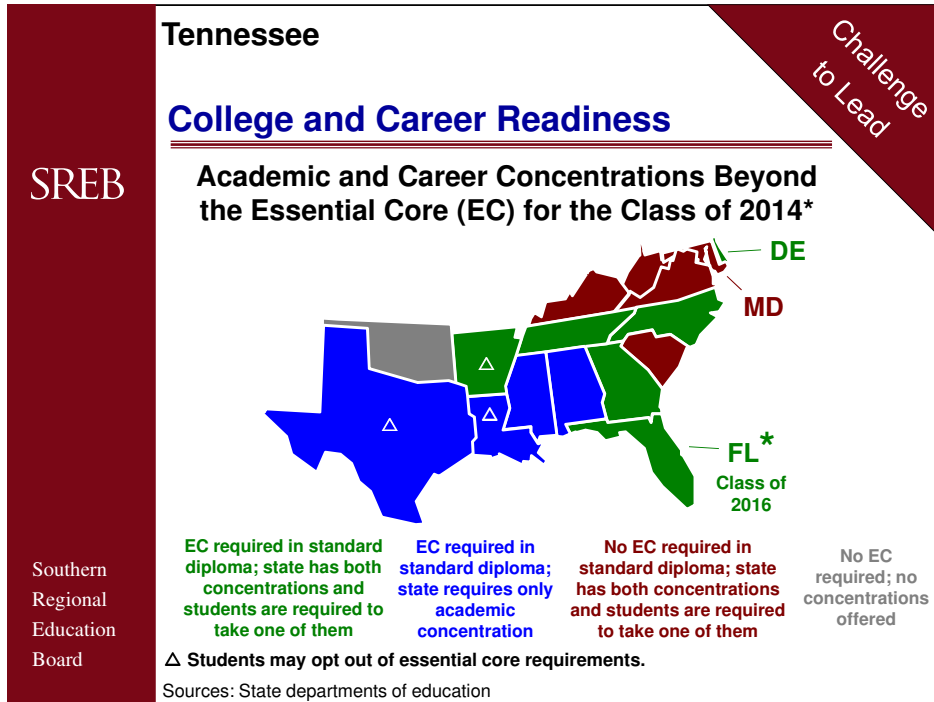 Tennessee
Challenge
to Lead
College and Career Readiness
SREB
Academic and Career Concentrations Beyond
the Essential Core (EC) for the Class of 2014*
DE
MD
FL*
Class of
2016
EC required in standard
diploma; state has both
concentrations and
students are required to
take one of them
EC required in
standard diploma;
state requires only
academic
concentration
No EC required in
standard diploma; state
has both concentrations
and students are required
to take one of them
No EC
required; no
concentrations
offered
Southern
Regional
Education
Board
△ Students may opt out of essential core requirements.
Sources: State departments of education